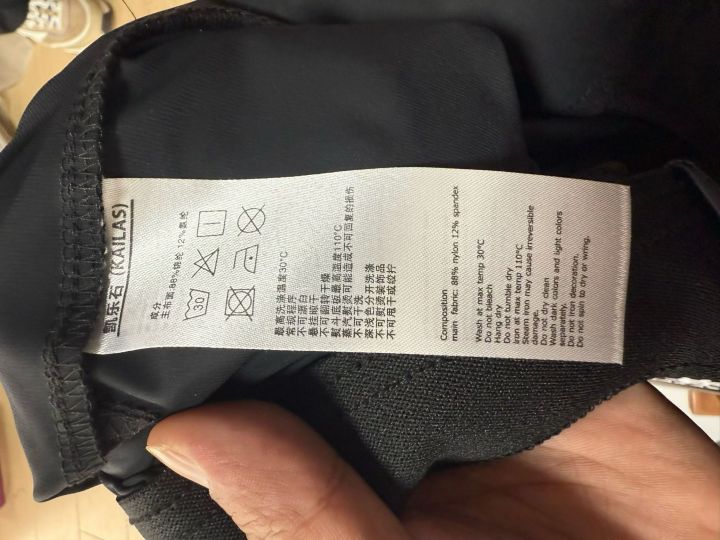 凯乐石 (KAILAS)
成分
主布面:88%锦纶 12%氨纶
30
最高洗涤温度30°C
常规程序
不可漂白
悬挂晾干
不可翻转干燥
熨斗底板最高温度110°C
蒸汽熨烫可能造成不可回复的损伤
不可干洗
深浅色分开洗涤
不可熨烫装饰品
不可甩干或绞拧
Composition
main fabric: 88% nylon 12% spandex
Wash at max temp 30°C
Do not beach
Hang dry
Do not tumble dry
iron at max temp 110°C
Steam iron may cause irreversible
damage.
Do not dry clean
Wash dark colors and light colors
separately.
Do not iron decoration.
Do not spin to dry or wring.